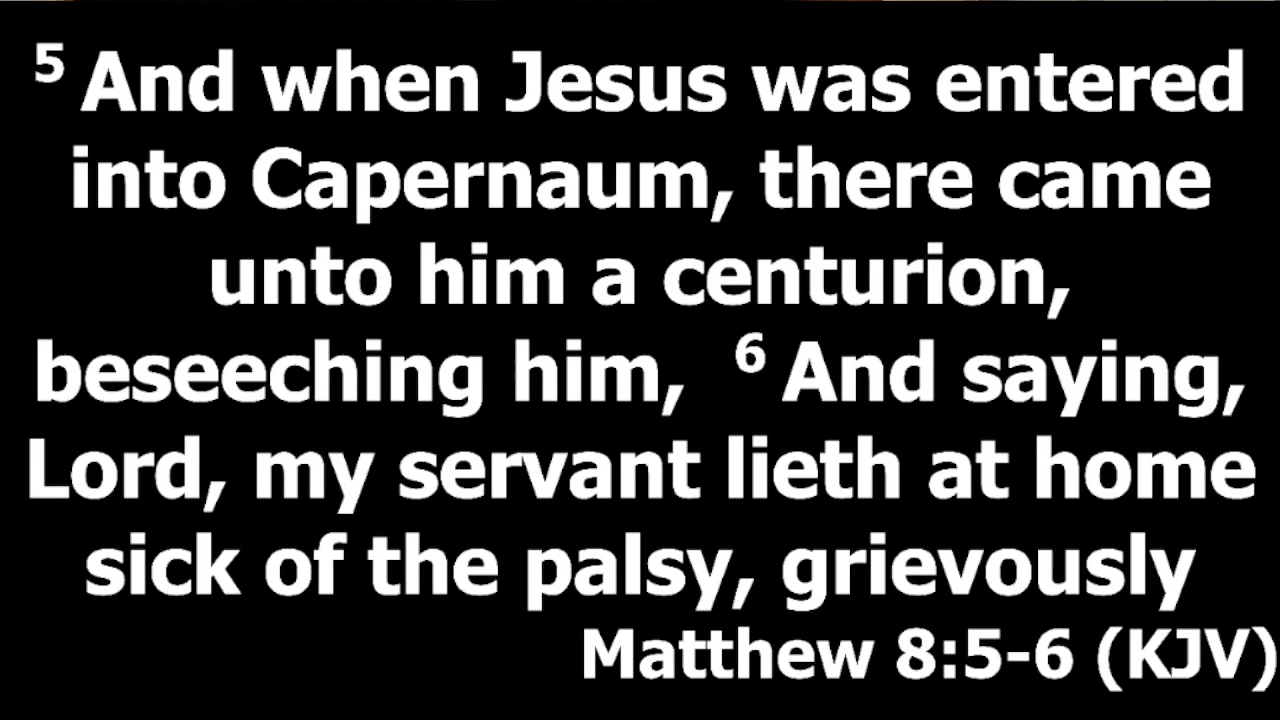 5 And when Jesus was entered
into Capernaum, there came
unto him a centurion,
beseeching him, 6 And saying,
Lord, my servant lieth at home
sick of the palsy, grievously
Matthew 8:5-6 (KJV)